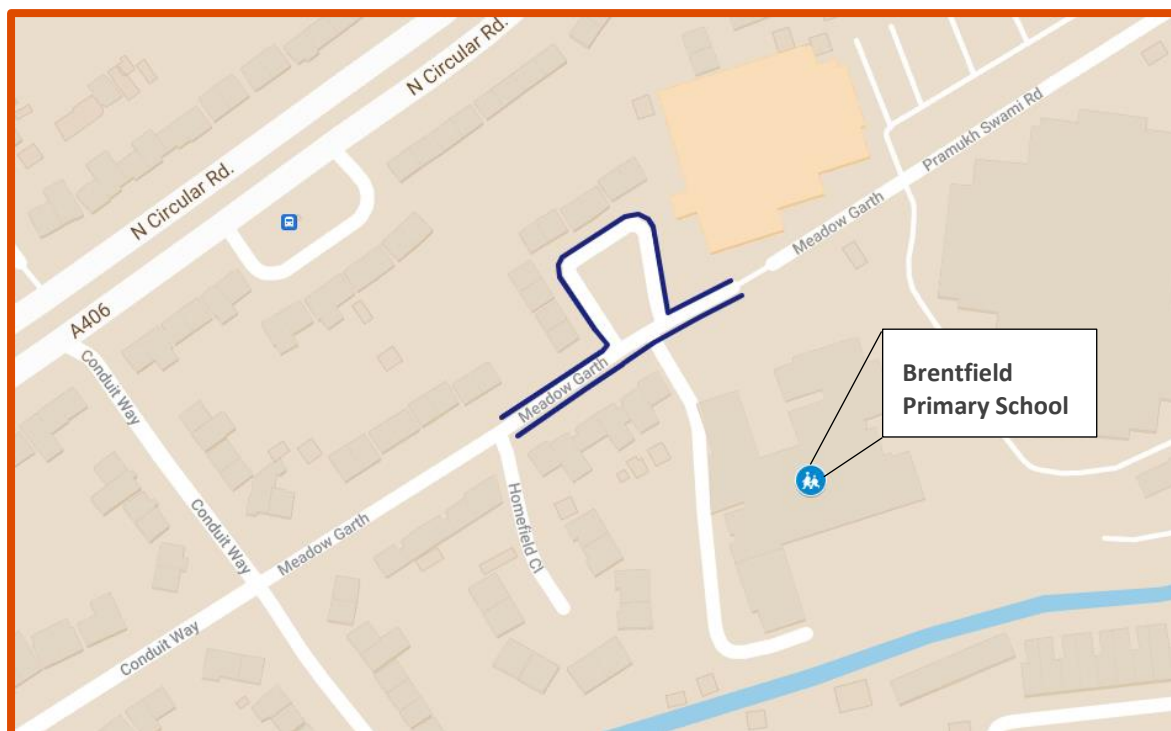 N Circular Rd.
N Circular Rd.
A406
Pramukh Swami Rd
Meadow Garth
Conduit Way
Meadow Garth
Brentfield
Primary School
Conduit Way
Homefield Cl
Meadow Garth
Conduit Way